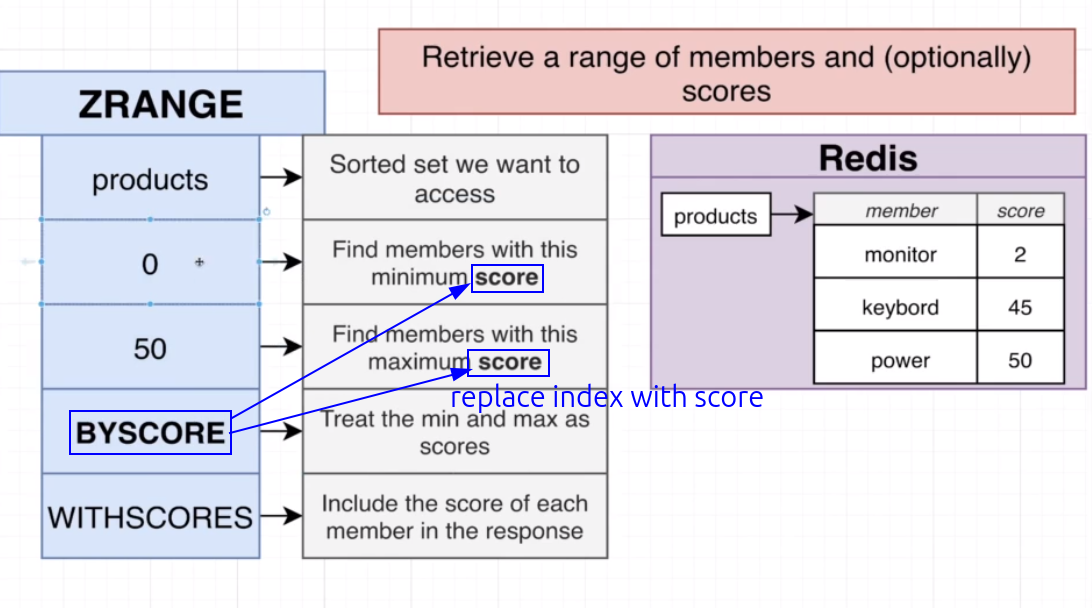 Retrieve a range of members and (optionally)
scores
ZRANGE
products
Sorted set we want to
access
0
Find members with this
minimum score
50
Find members with this
maximum score
replace index with score
BYSCORE
Treat the min and max as
scores
WITHSCORES
Include the score of each
member in the response
Redis
products
member score
monitor 2
keybord 45
power 50